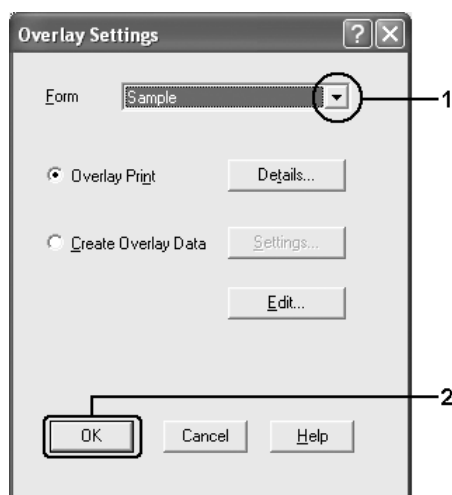 Overlay Settings
Form Sample 1
Overlay Print Details...
Create Overlay Data Settings...
Edit...
2
OK Cancel Help